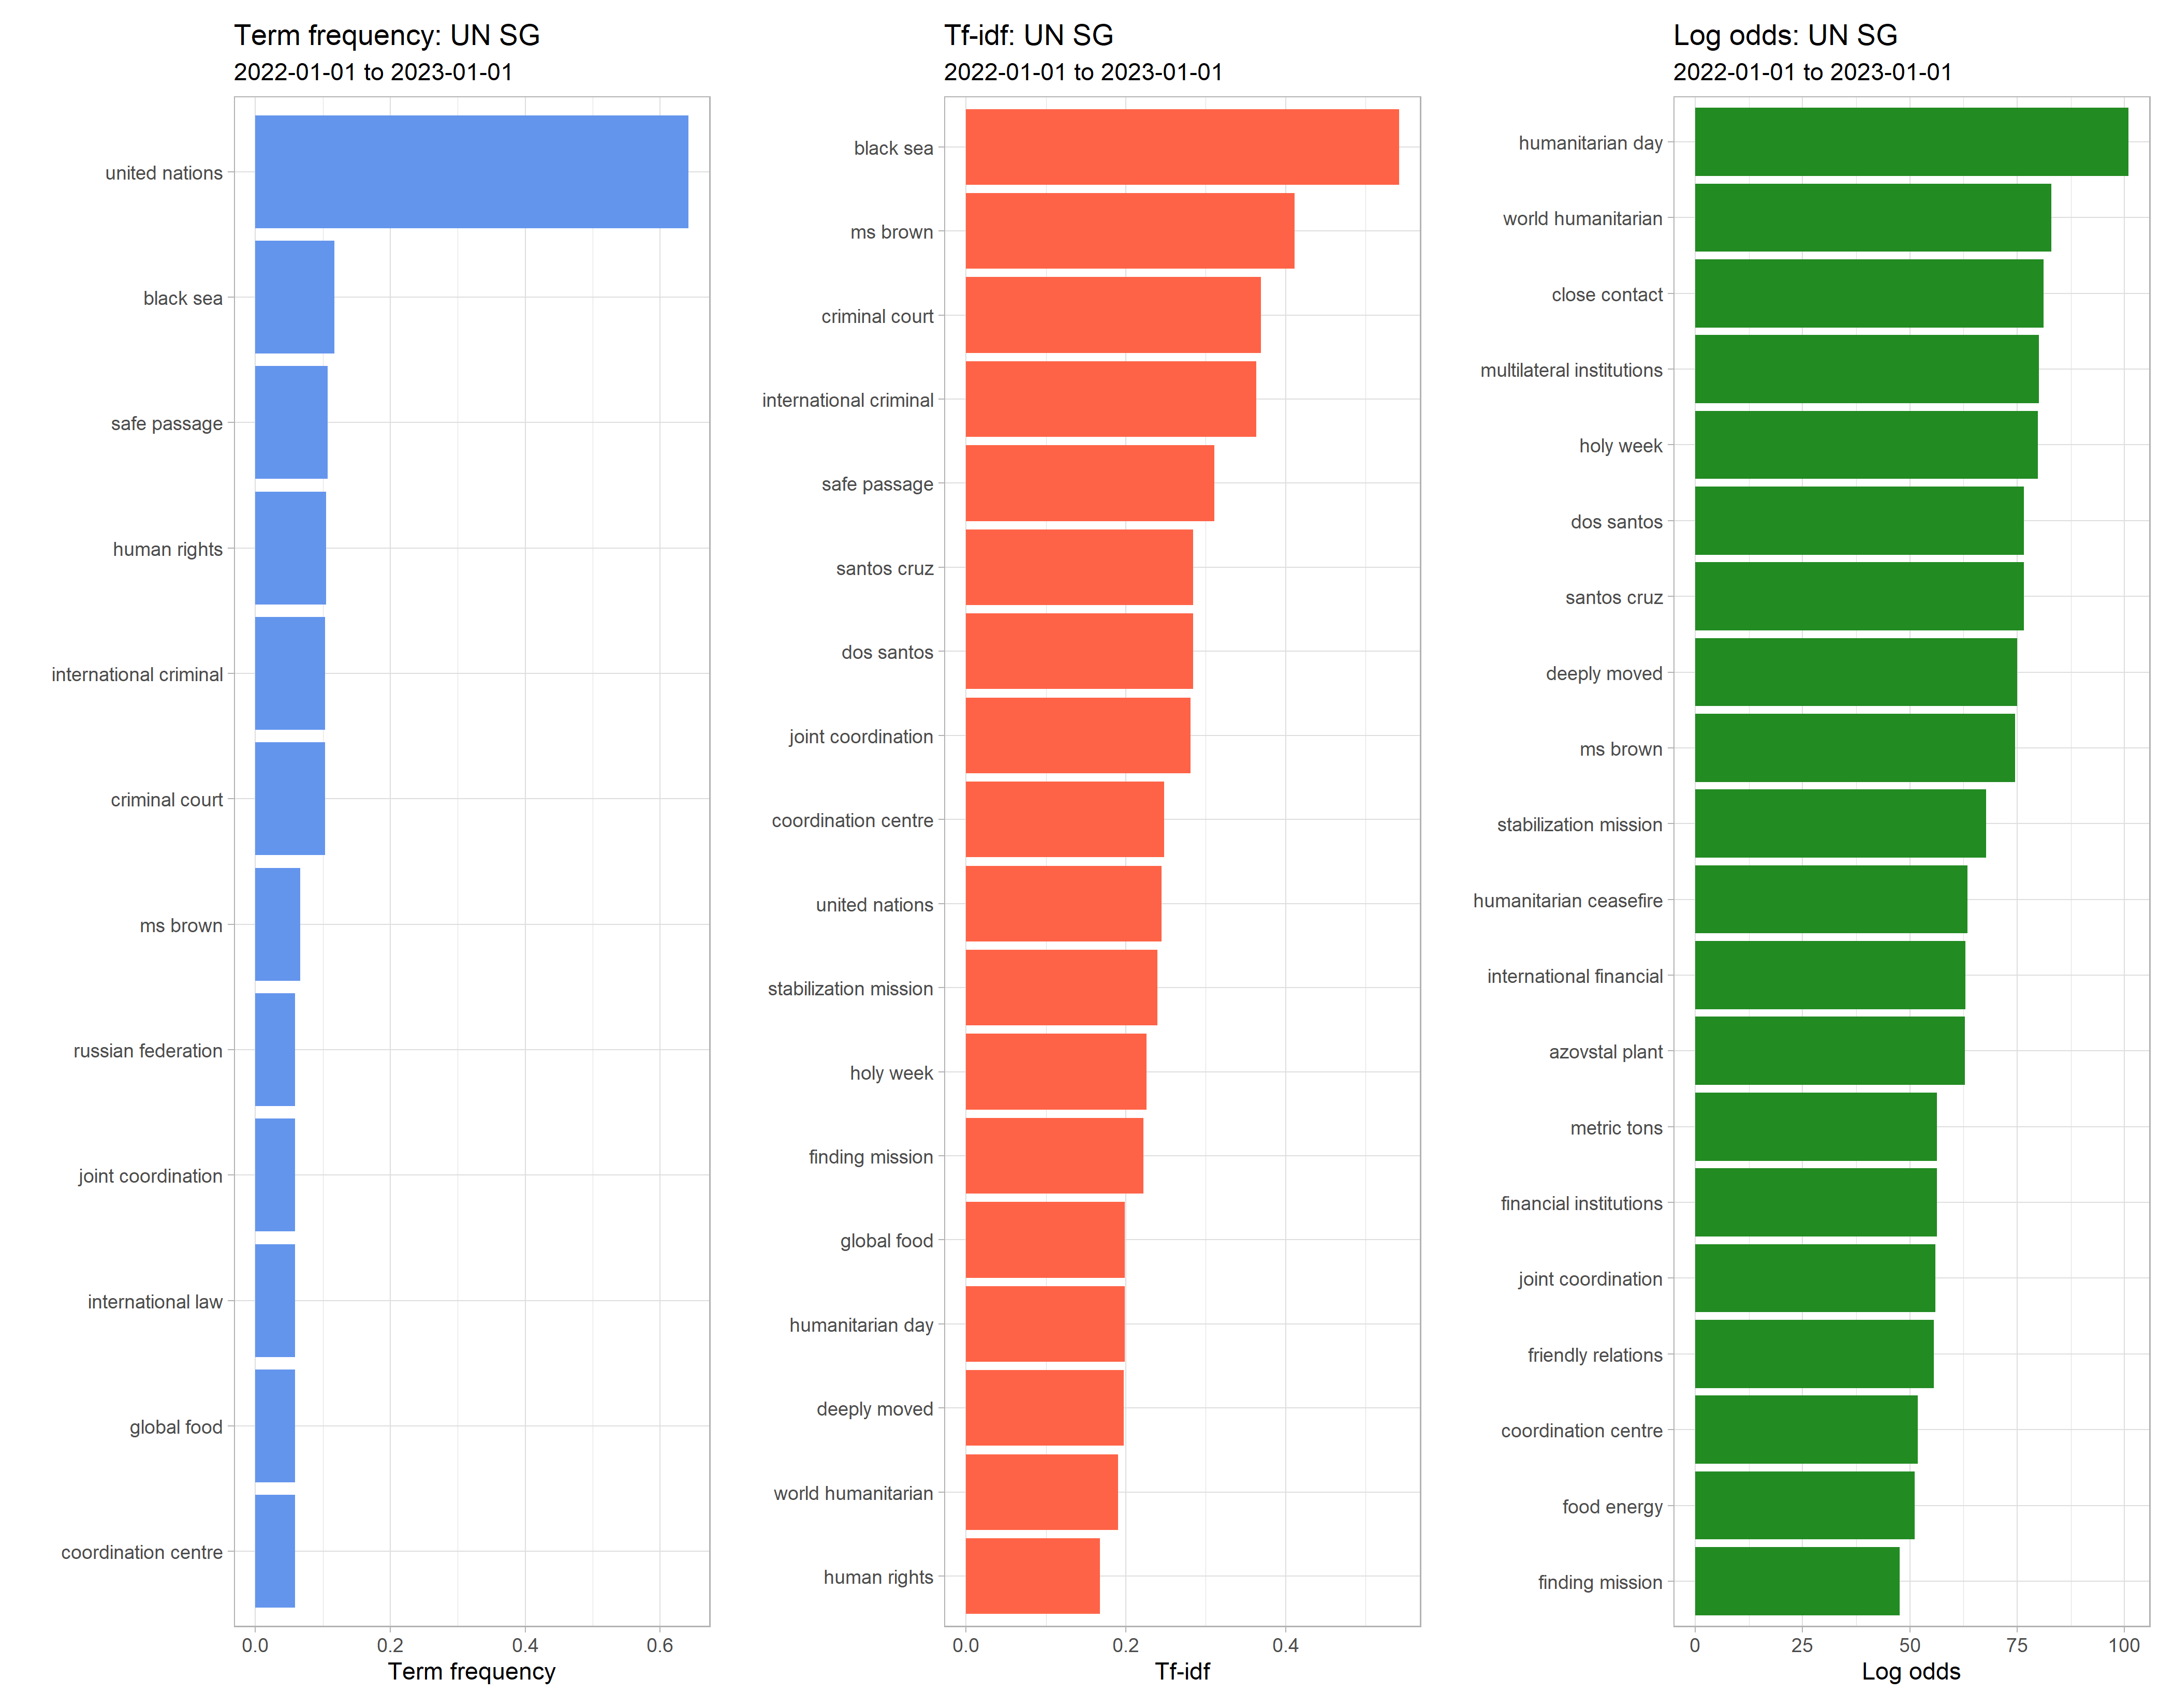 Term frequency: UN SG
2022-01-01 to 2023-01-01
united nations
black sea
safe passage
human rights
international criminal
criminal court
ms brown
russian federation
joint coordination
international law
global food
coordination centre
0.0 0.2 0.4 0.6
Term frequency
Tf-idf: UN SG
2022-01-01 to 2023-01-01
black sea
ms brown
criminal court
international criminal
safe passage
santos cruz
dos santos
joint coordination
coordination centre
united nations
stabilization mission
holy week
finding mission
global food
humanitarian day
deeply moved
world humanitarian
human rights
0.0 0.2 0.4
Tf-idf
Log odds: UN SG
2022-01-01 to 2023-01-01
humanitarian day
world humanitarian
close contact
multilateral institutions
holy week
dos santos
santos cruz
deeply moved
ms brown
stabilization mission
humanitarian ceasefire
international financial
azovstal plant
metric tons
financial institutions
joint coordination
friendly relations
coordination centre
food energy
finding mission
0 25 50 75 100
Log odds